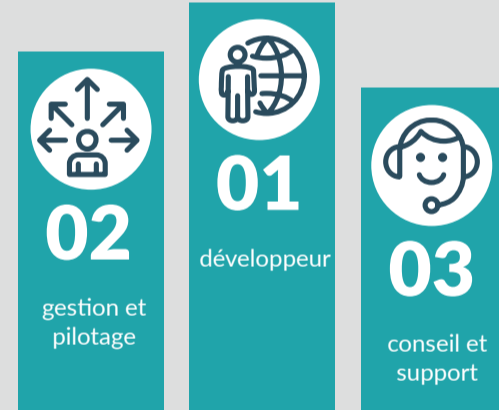 02
gestion et
pilotage
01
développeur
03
conseil et
support